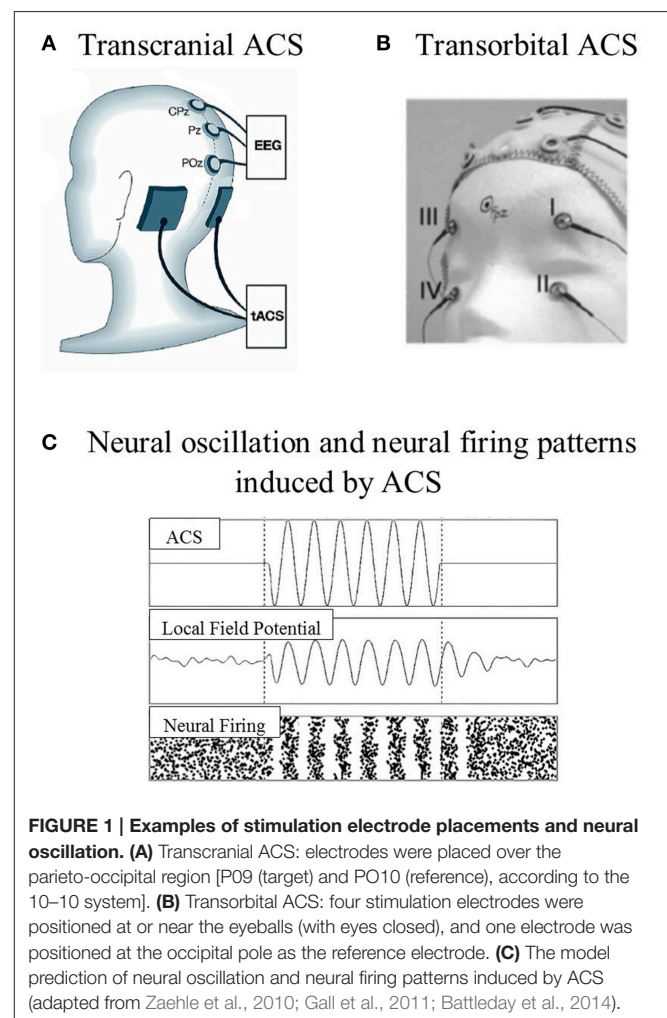 A Transcranial ACS
B Transorbital ACS
CPz
Pz
POz
EEG
tACS
Fpz
III
I
IV
II
C Neural oscillation and neural firing patterns
induced by ACS
ACS
Local Field Potential
Neural Firing
FIGURE 1 | Examples of stimulation electrode placements and neural
oscillation. (A) Transcranial ACS: electrodes were placed over the
parieto-occipital region [P09 (target) and PO10 (reference), according to the
10–10 system]. (B) Transorbital ACS: four stimulation electrodes were
positioned at or near the eyeballs (with eyes closed), and one electrode was
positioned at the occipital pole as the reference electrode. (C) The model
prediction of neural oscillation and neural firing patterns induced by ACS
(adapted from Zaehle et al., 2010; Gall et al., 2011; Battleday et al., 2014).